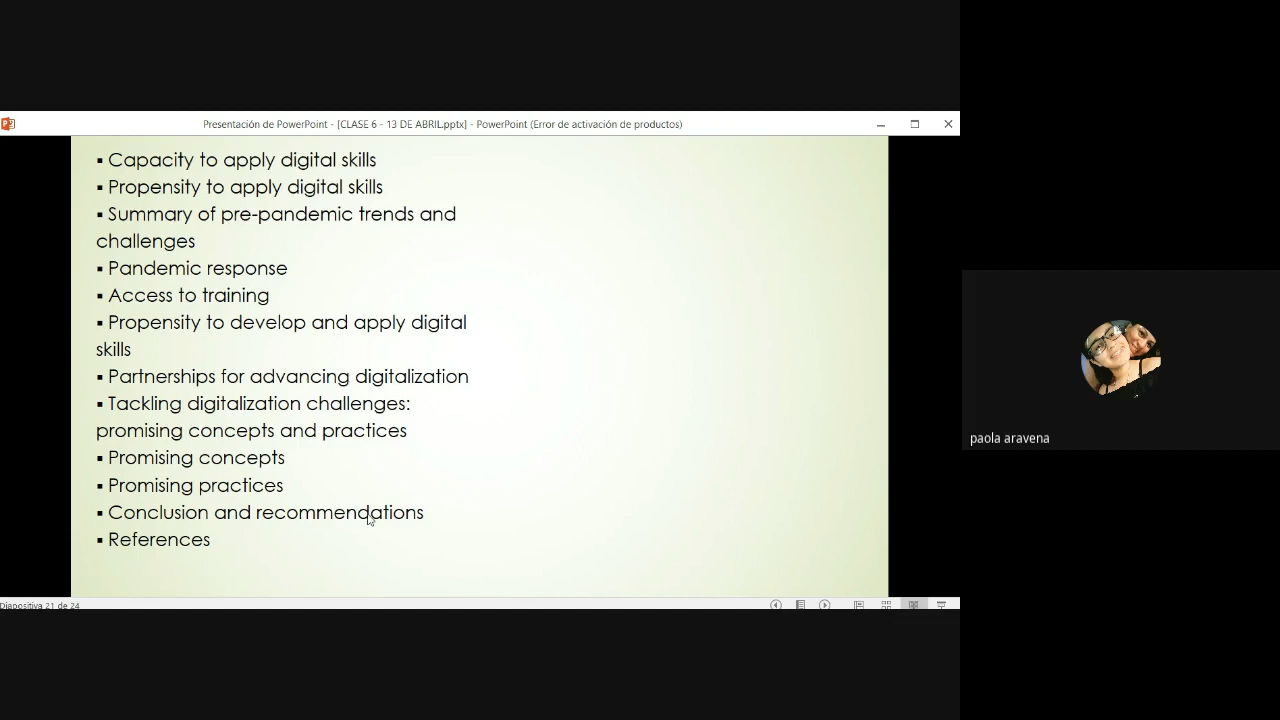 Presentación de PowerPoint - [CLASE 6 - 13 DE ABRIL.pptx] - PowerPoint (Error de activación de productos)
▪ Capacity to apply digital skills
▪ Propensity to apply digital skills
▪ Summary of pre-pandemic trends and
challenges
▪ Pandemic response
▪ Access to training
▪ Propensity to develop and apply digital
skills
▪ Partnerships for advancing digitalization
▪ Tackling digitalization challenges:
promising concepts and practices
▪ Promising concepts
▪ Promising practices
▪ Conclusion and recommendations
▪ References
Diapositiva 21 de 24
paola aravena